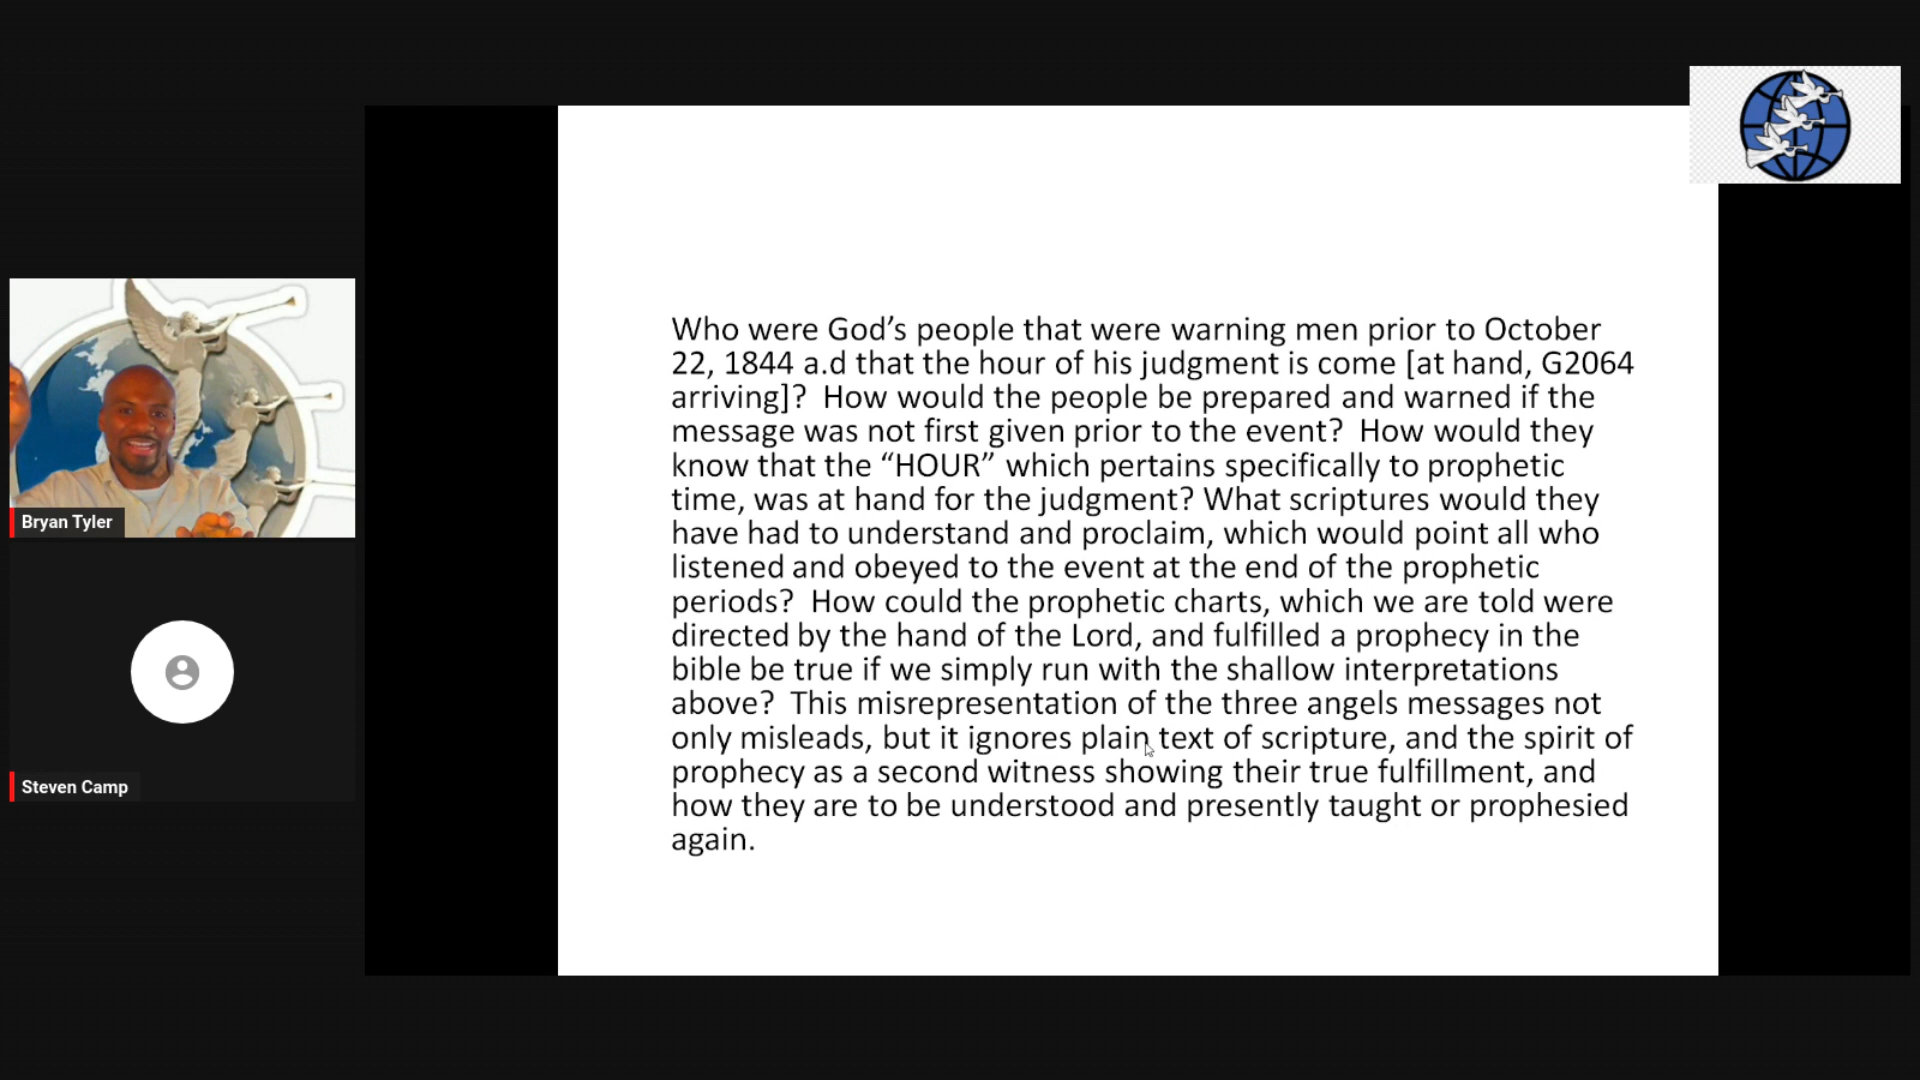 Who were God’s people that were warning men prior to October
22, 1844 a.d that the hour of his judgment is come [at hand, G2064
arriving]?  How would the people be prepared and warned if the
message was not first given prior to the event?  How would they
know that the “HOUR” which pertains specifically to prophetic
time, was at hand for the judgment? What scriptures would they
have had to understand and proclaim, which would point all who
listened and obeyed to the event at the end of the prophetic
periods?  How could the prophetic charts, which we are told were
directed by the hand of the Lord, and fulfilled a prophecy in the
bible be true if we simply run with the shallow interpretations
above?  This misrepresentation of the three angels messages not
only misleads, but it ignores plain text of scripture, and the spirit of
prophecy as a second witness showing their true fulfillment, and
how they are to be understood and presently taught or prophesied
again.
Bryan Tyler
Steven Camp